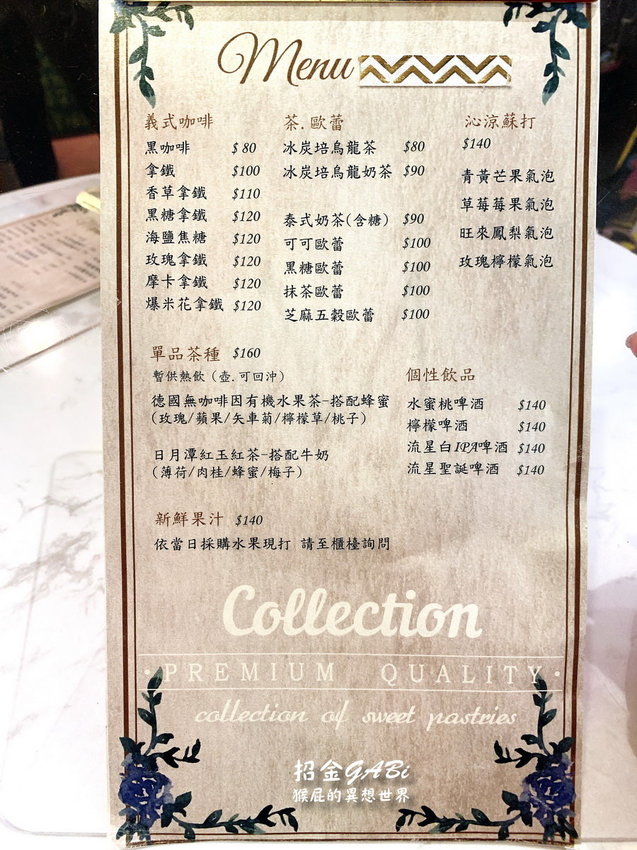 Menu
義式咖啡
黑咖啡 $80
拿鐵 $100
香草拿鐵 $110
黑糖拿鐵 $120
海鹽焦糖 $120
玫瑰拿鐵 $120
摩卡拿鐵 $120
爆米花拿鐵 $120
茶.歐蕾
冰炭培烏龍茶 $80
冰炭培烏龍奶茶 $90
泰式奶茶(含糖) $90
可可歐蕾 $100
黑糖歐蕾 $100
抹茶歐蕾 $100
芝麻五穀歐蕾 $100
沁涼蘇打
$140
青黃芒果氣泡
草莓莓果氣泡
旺來鳳梨氣泡
玫瑰檸檬氣泡
單品茶種 $160
暫供熱飲(壺.可回沖)
德國無咖啡因有機水果茶-搭配蜂蜜
(玫瑰/蘋果/矢車菊/檸檬草/桃子)
日月潭紅玉紅茶-搭配牛奶
(薄荷/肉桂/蜂蜜/梅子)
個性飲品
水蜜桃啤酒 $140
檸檬啤酒 $140
流星白IPA啤酒 $140
流星聖誕啤酒 $140
新鮮果汁 $140
依當日採購水果現打 請至櫃檯詢問
Collection
·PREMIUM QUALITY·
collection of sweet pastries
招金GABi
猴屁的異想世界